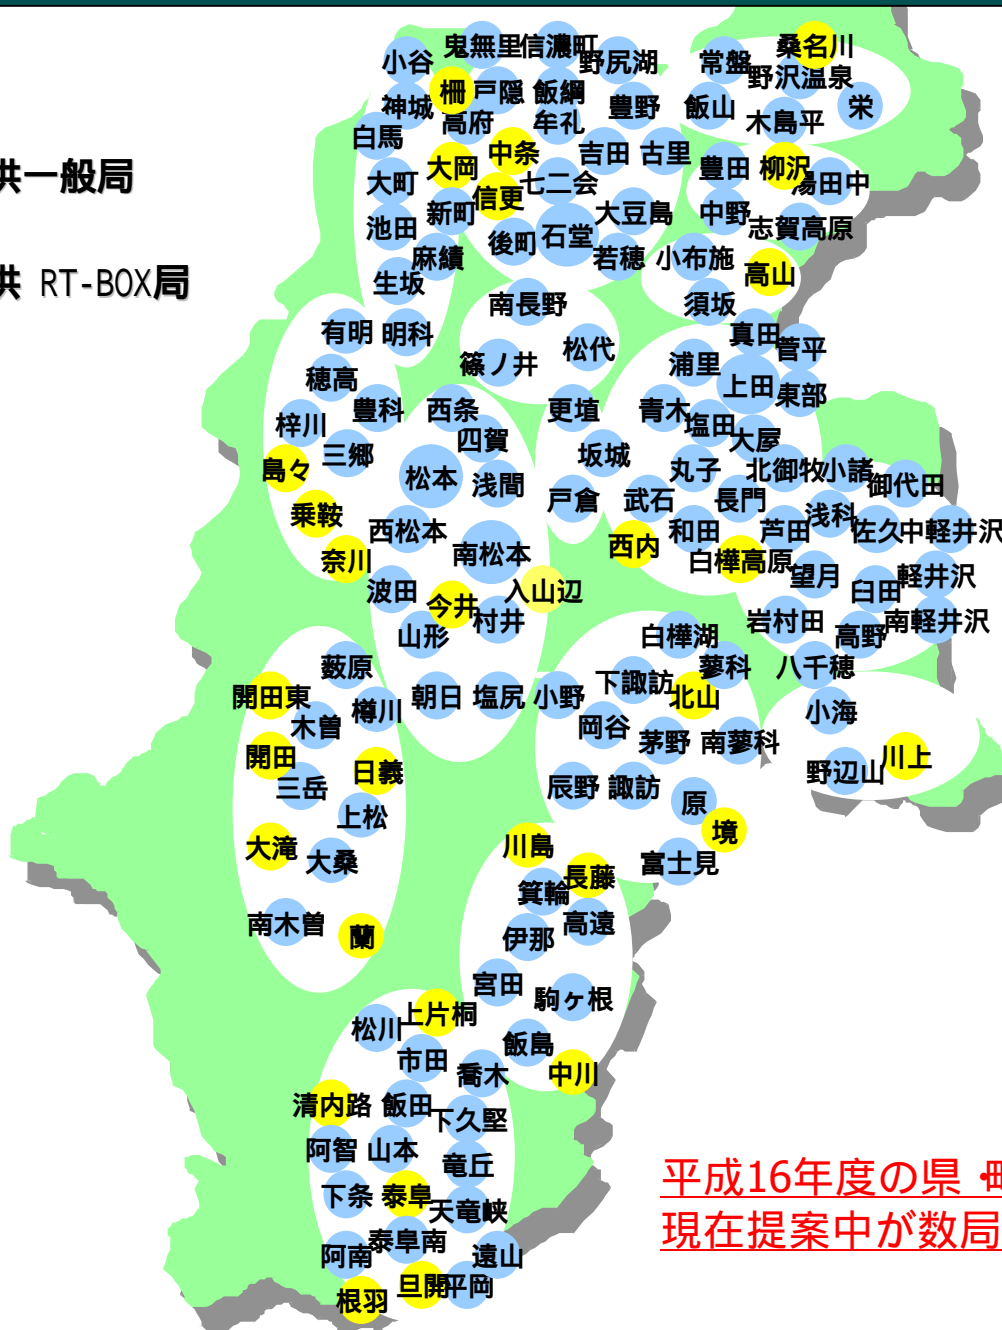 鬼無里 信濃町 桑名川
小谷 野尻湖 常盤
野沢温泉
柵 戸隠 飯綱
神城 豊野 飯山 栄
高府 牟礼 木島平
白馬
中条 吉田 古里
大岡 豊田 柳沢
供一般局
大町 七二会 湯田中
信更
新町 大豆島 中野
池田 後町 石堂 志賀高原
麻績 若穂 小布施
高山
供 RT-BOX局
生坂
南長野 須坂
有明 明科 真田
松代 菅平
篠ノ井 浦里
穂高 上田 東部
豊科 西条 更埴 青木
梓川 塩田
四賀 大屋
三郷 坂城
島々 丸子 北御牧 小諸
松本 浅間 御代田
戸倉 武石 長門
乗鞍 浅科
西松本 和田 芦田 佐久 中軽井沢
南松本 西内
奈川 白樺高原
望月 軽井沢
波田 入山辺 臼田
今井
村井 岩村田 南軽井沢
山形 白樺湖 高野
藪原 蓼科 八千穂
下諏訪
開田東 朝日 塩尻 小野 北山
樽川 小海
木曽 岡谷
茅野 南蓼科
開田 川上
日義 野辺山
三岳 辰野 諏訪
原
上松
境
大滝 川島
大桑 富士見
長藤
箕輪
南木曽 高遠
蘭 伊那
宮田
駒ヶ根
上片桐
松川
飯島
市田
喬木 中川
清内路 飯田
下久堅
阿智 山本
竜丘
平成16年度の県・
下条 泰阜
天竜峡
現在提案中が数局
泰阜南
阿南 遠山
旦開 平岡
根羽